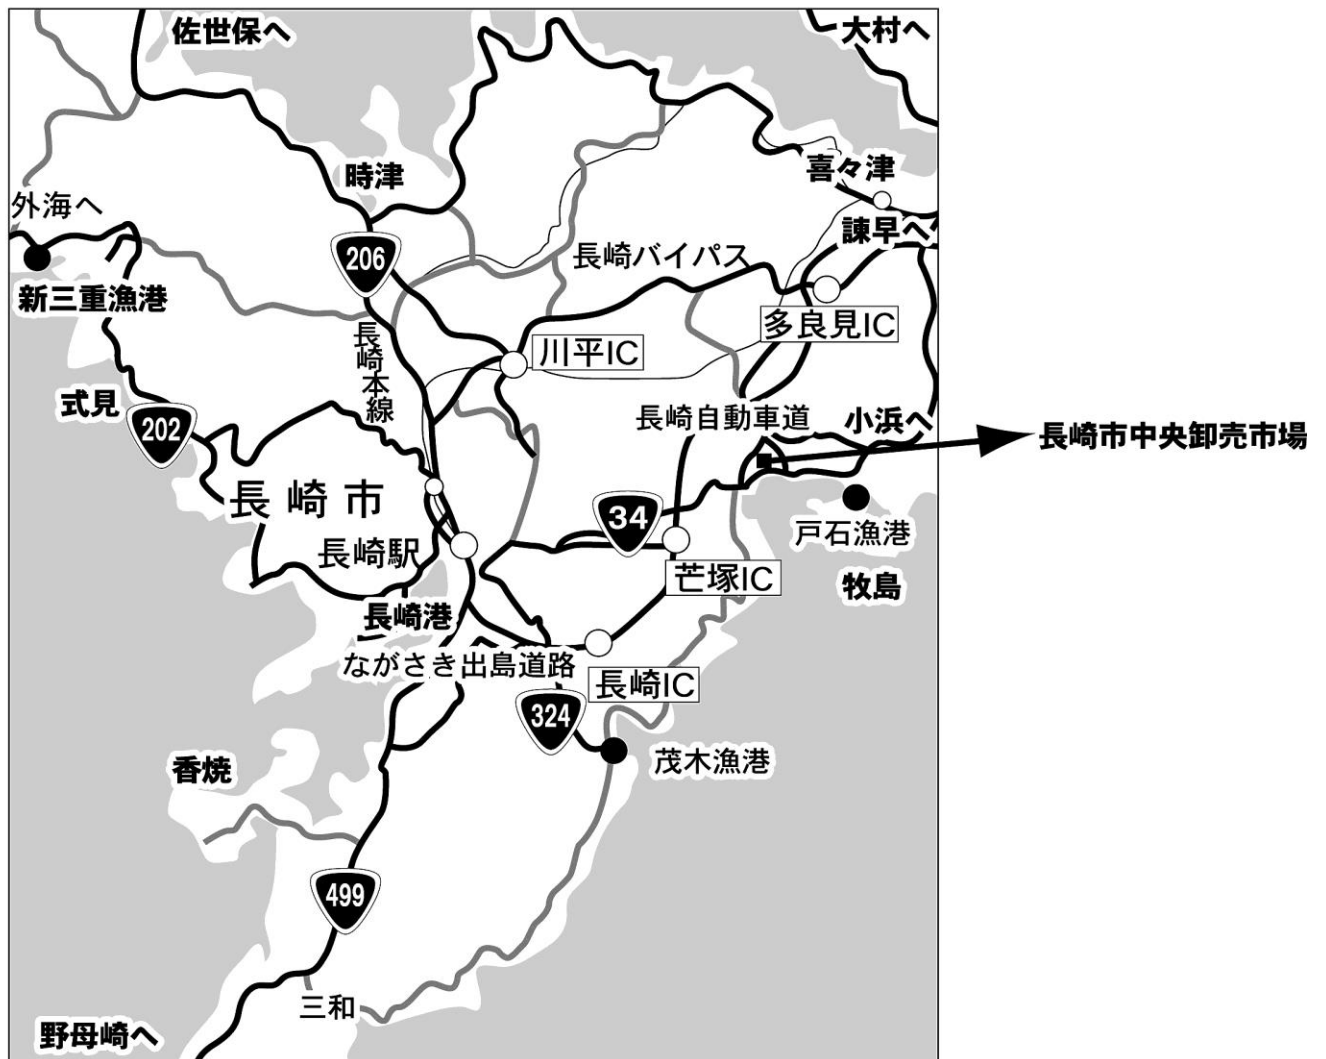 佐世保へ
大村へ
時津
喜々津
外海へ
諫早へ
206
長崎バイパス
新三重漁港
多良見IC
長崎本線
川平IC
式見
202
長崎自動車道
小浜へ
長崎市中央卸売市場
長崎市
34
戸石漁港
長崎駅
芒塚IC
牧島
長崎港
ながさき出島道路
長崎IC
324
茂木漁港
香焼
499
三和
野母崎へ